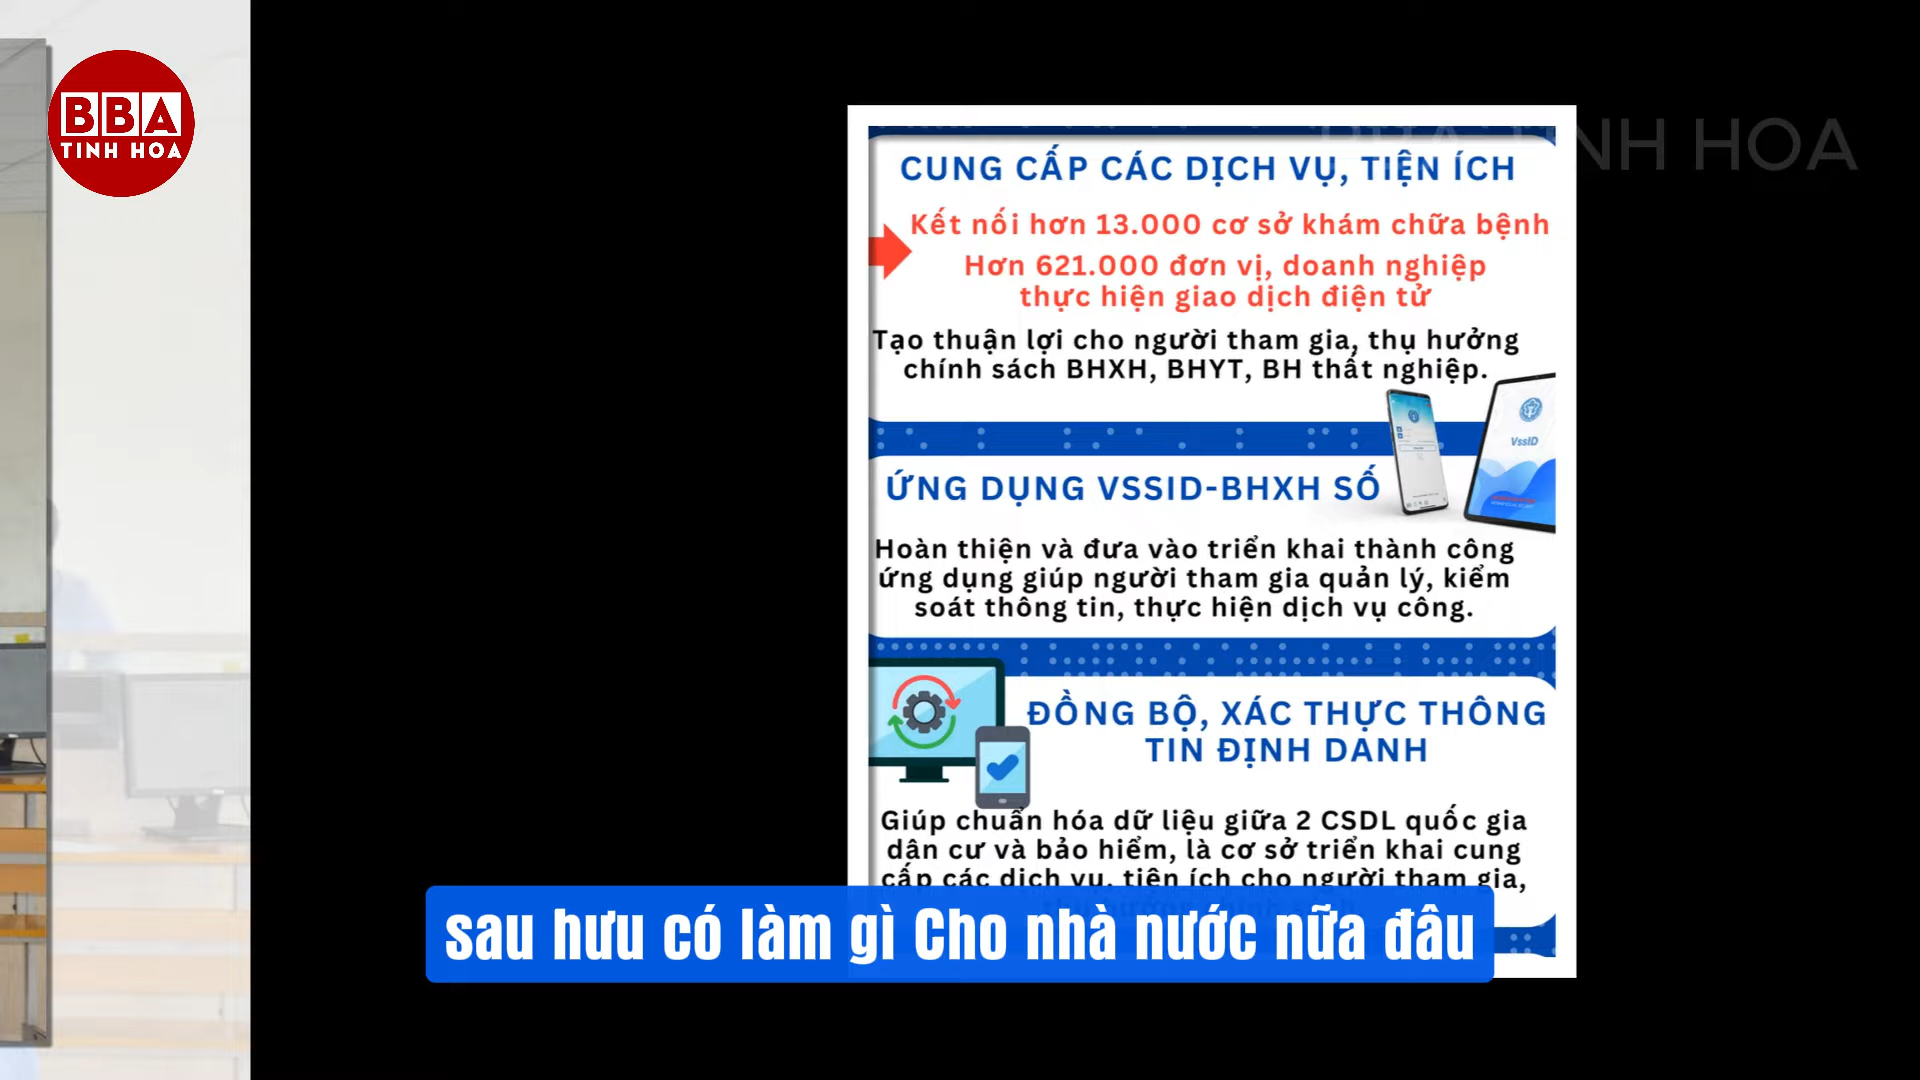 BBA
TINH HOA
TINH HOA
CUNG CẤP CÁC DỊCH VỤ, TIỆN ÍCH
Kết nối hơn 13.000 cơ sở khám chữa bệnh
Hơn 621.000 đơn vị, doanh nghiệp
thực hiện giao dịch điện tử
Tạo thuận lợi cho người tham gia, thụ hưởng
chính sách BHXH, BHYT, BH thất nghiệp.
VssID
ỨNG DỤNG VSSID-BHXH SỐ
Hoàn thiện và đưa vào triển khai thành công
ứng dụng giúp người tham gia quản lý, kiểm
soát thông tin, thực hiện dịch vụ công.
ĐỒNG BỘ, XÁC THỰC THÔNG
TIN ĐỊNH DANH
Giúp chuẩn hóa dữ liệu giữa 2 CSDL quốc gia
dân cư và bảo hiểm, là cơ sở triển khai cung
cấp các dịch vụ, tiện ích cho người tham gia,
sau hưu có làm gì Cho nhà nước nữa đâu